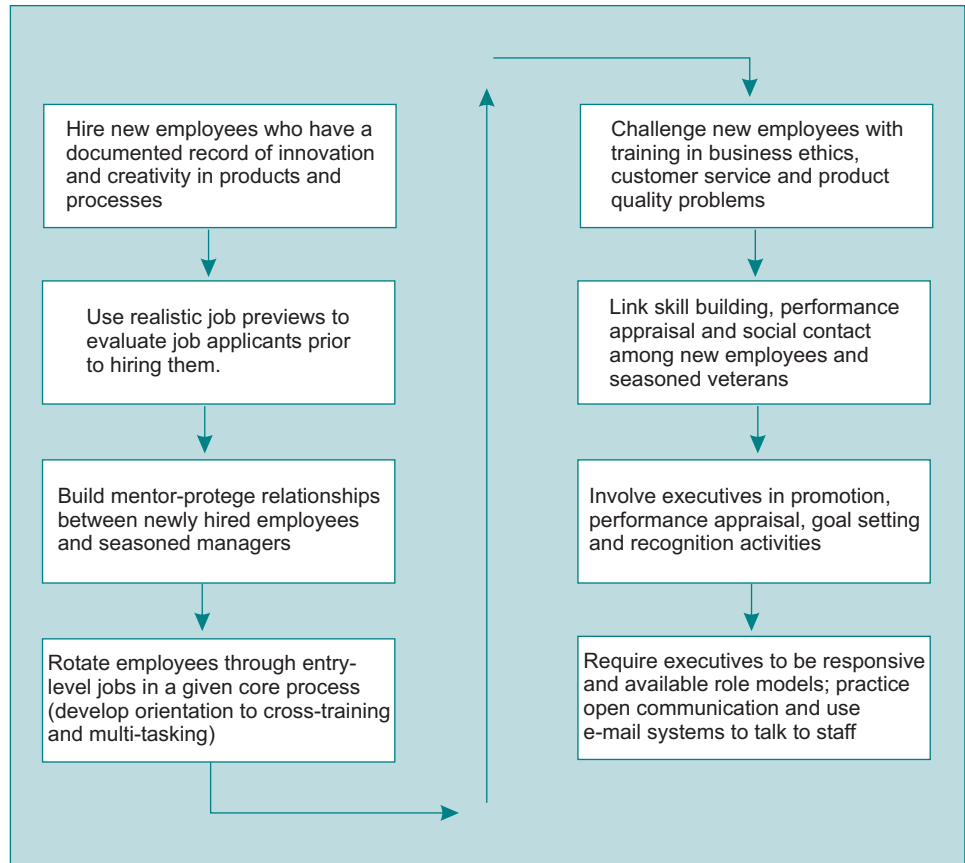 Hire new employees who have a
documented record of innovation
and creativity in products and
processes
Use realistic job previews to
evaluate job applicants prior
to hiring them.
Build mentor-protege relationships
between newly hired employees
and seasoned managers
Rotate employees through entry-
level jobs in a given core process
(develop orientation to cross-training
and multi-tasking)
Challenge new employees with
training in business ethics,
customer service and product
quality problems
Link skill building, performance
appraisal and social contact
among new employees and
seasoned veterans
Involve executives in promotion,
performance appraisal, goal setting
and recognition activities
Require executives to be responsive
and available role models; practice
open communication and use
e-mail systems to talk to staff